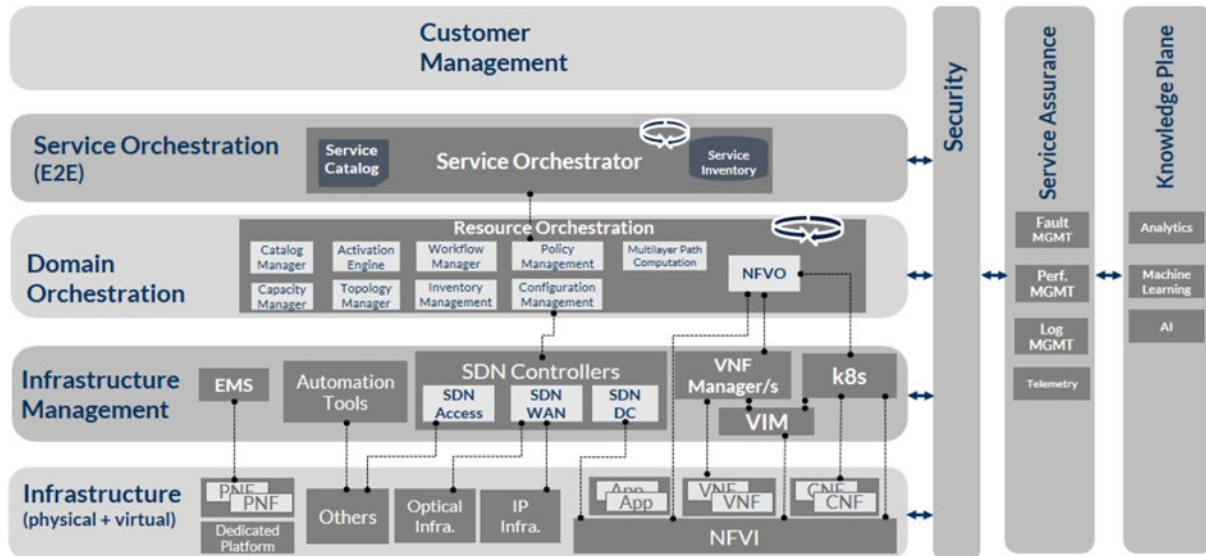 Customer
Management
Service Orchestration
(E2E)
Service
Catalog
Service Orchestrator
Service
Inventory
Domain
Orchestration
Resource Orchestration
Catalog
Manager
Activation
Engine
Workflow
Manager
Policy
Management
Multilayer Path
Computation
NFVO
Capacity
Manager
Topology
Manager
Inventory
Management
Configuration
Management
Infrastructure
Management
EMS
Automation
Tools
SDN Controllers
SDN
Access
SDN
WAN
SDN
DC
VNF
Manager/s
VIM
k8s
Infrastructure
(physical + virtual)
PNF
PNF
Dedicated
Platform
Others
Optical
Infra.
IP
Infra.
App
App
VNF
VNF
CNF
CNF
NFVI
Security
Service Assurance
Fault
MGMT
Perf.
MGMT
Log
MGMT
Telemetry
Knowledge Plane
Analytics
Machine
Learning
AI